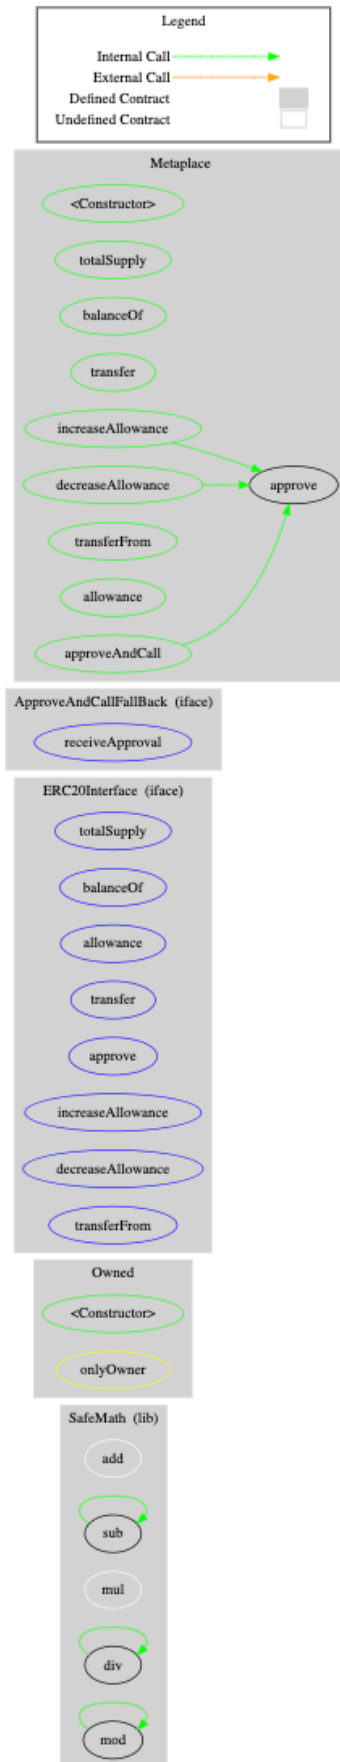 Legend
Internal Call
External Call
Defined Contract
Undefined Contract
Metaplace
<Constructor>
totalSupply
balanceOf
transfer
increaseAllowance
decreaseAllowance
approve
transferFrom
allowance
approveAndCall
ApproveAndCallFallBack (iface)
receiveApproval
ERC20Interface (iface)
totalSupply
balanceOf
allowance
transfer
approve
increaseAllowance
decreaseAllowance
transferFrom
Owned
<Constructor>
onlyOwner
SafeMath (lib)
add
sub
mul
div
mod